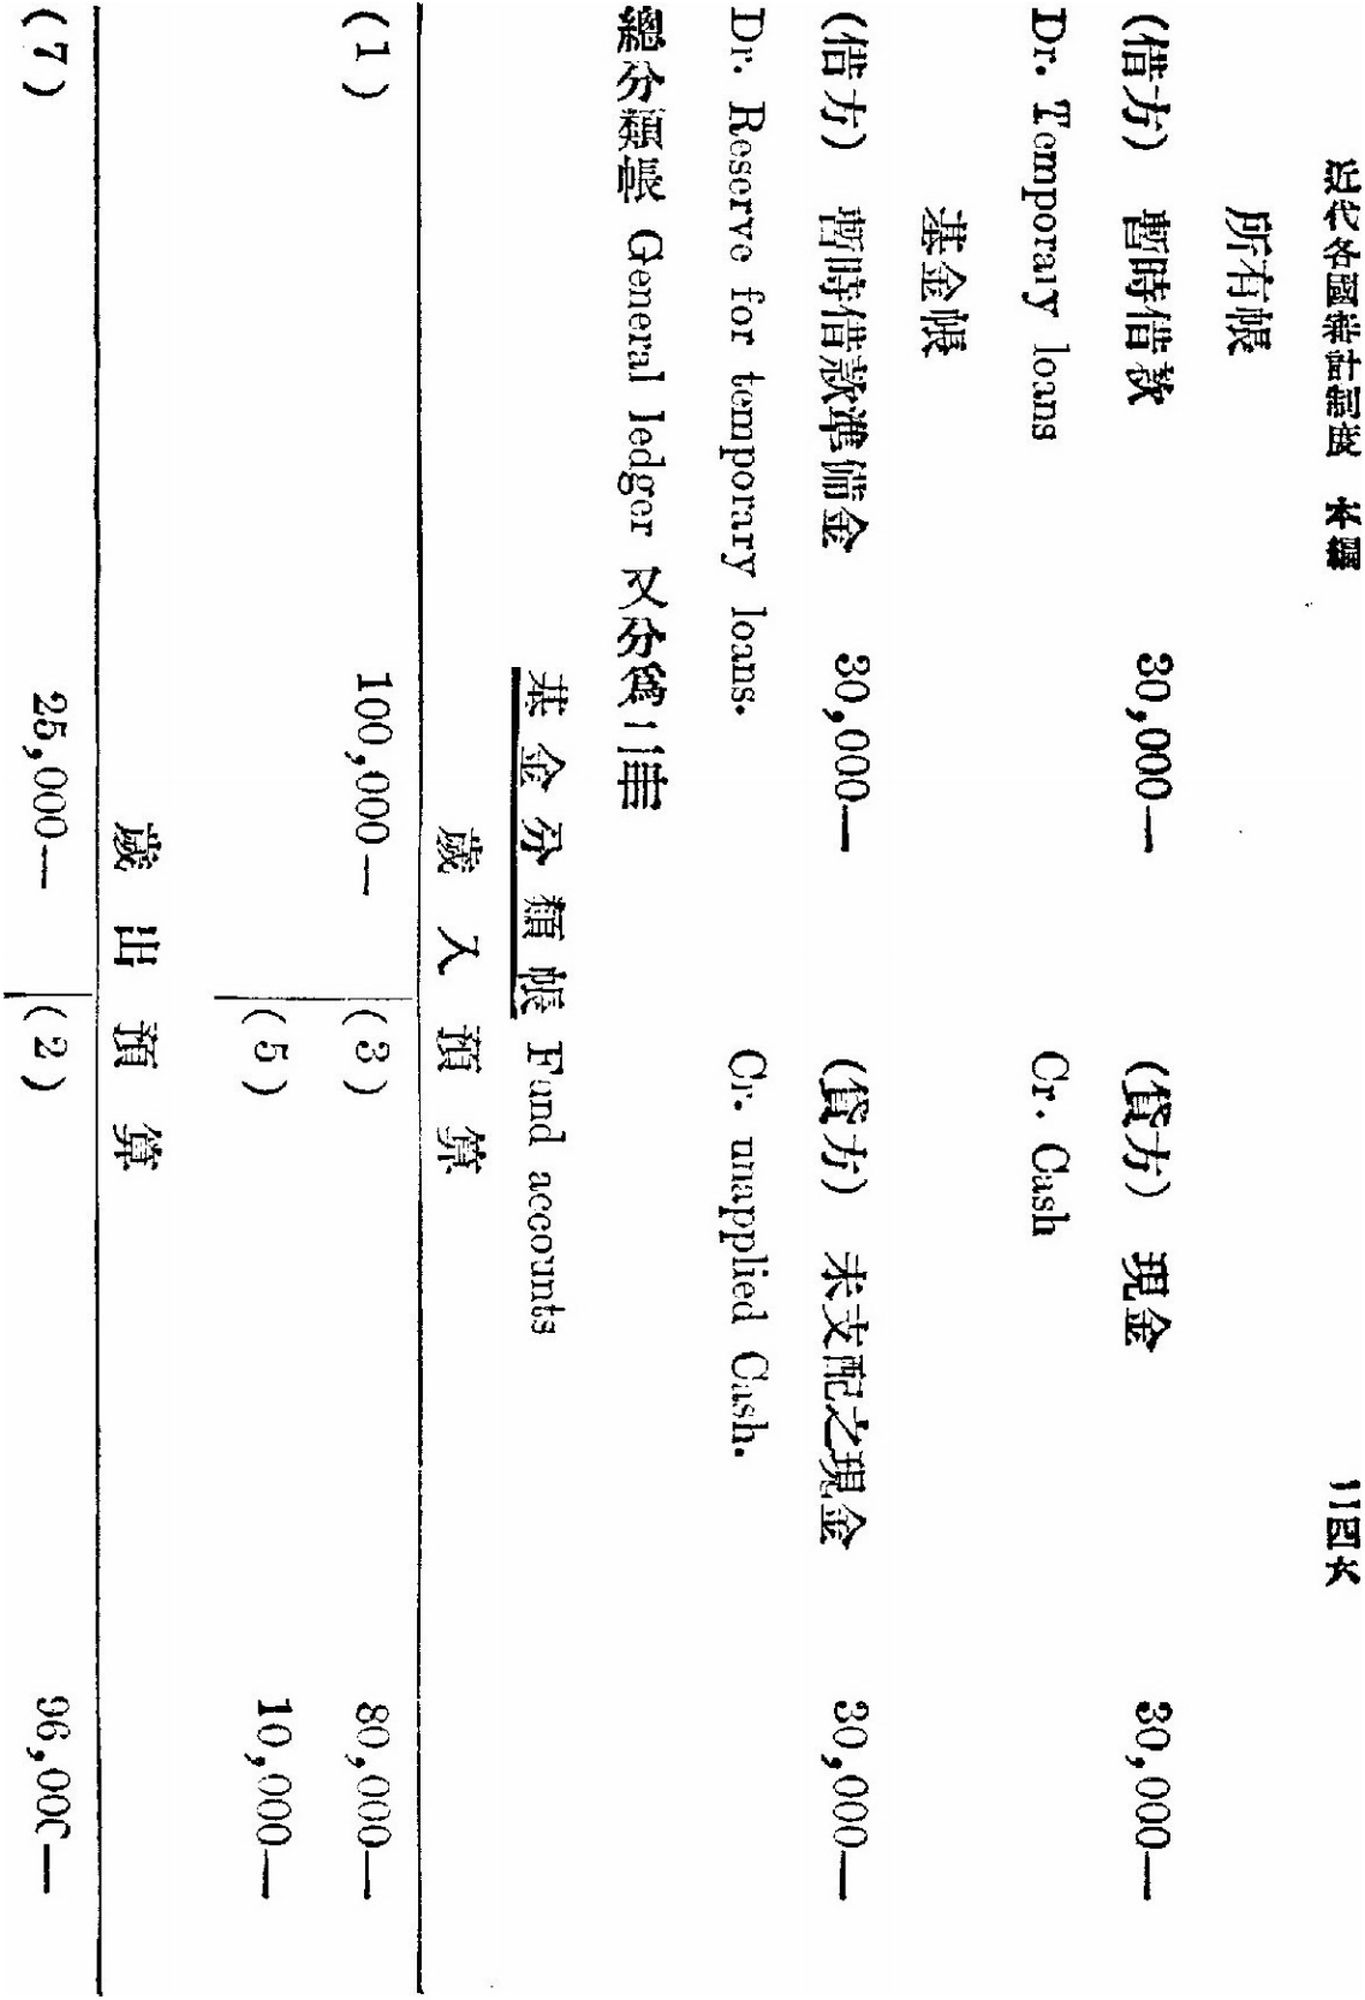 近代各國審計制度　本編　　一四六
所有帳
(借方)　暫時借款　30,000—　(貸方)　現金　30,000—
Dr. Temporary loans　Cr. Cash
基金帳
(借方)　暫時借款準備金　30,000—　(貸方)　未支配之現金　30,000—
Dr. Reserve for temporary loans.　Cr. unapplied Cash.
總分類帳 General ledger 又分爲二冊
基金分類帳 Fund accounts
歲入預算
(1)　100,000—　(3)　80,000—
(5)　10,000—
歲出預算
(7)　25,000—　(2)　96,000—